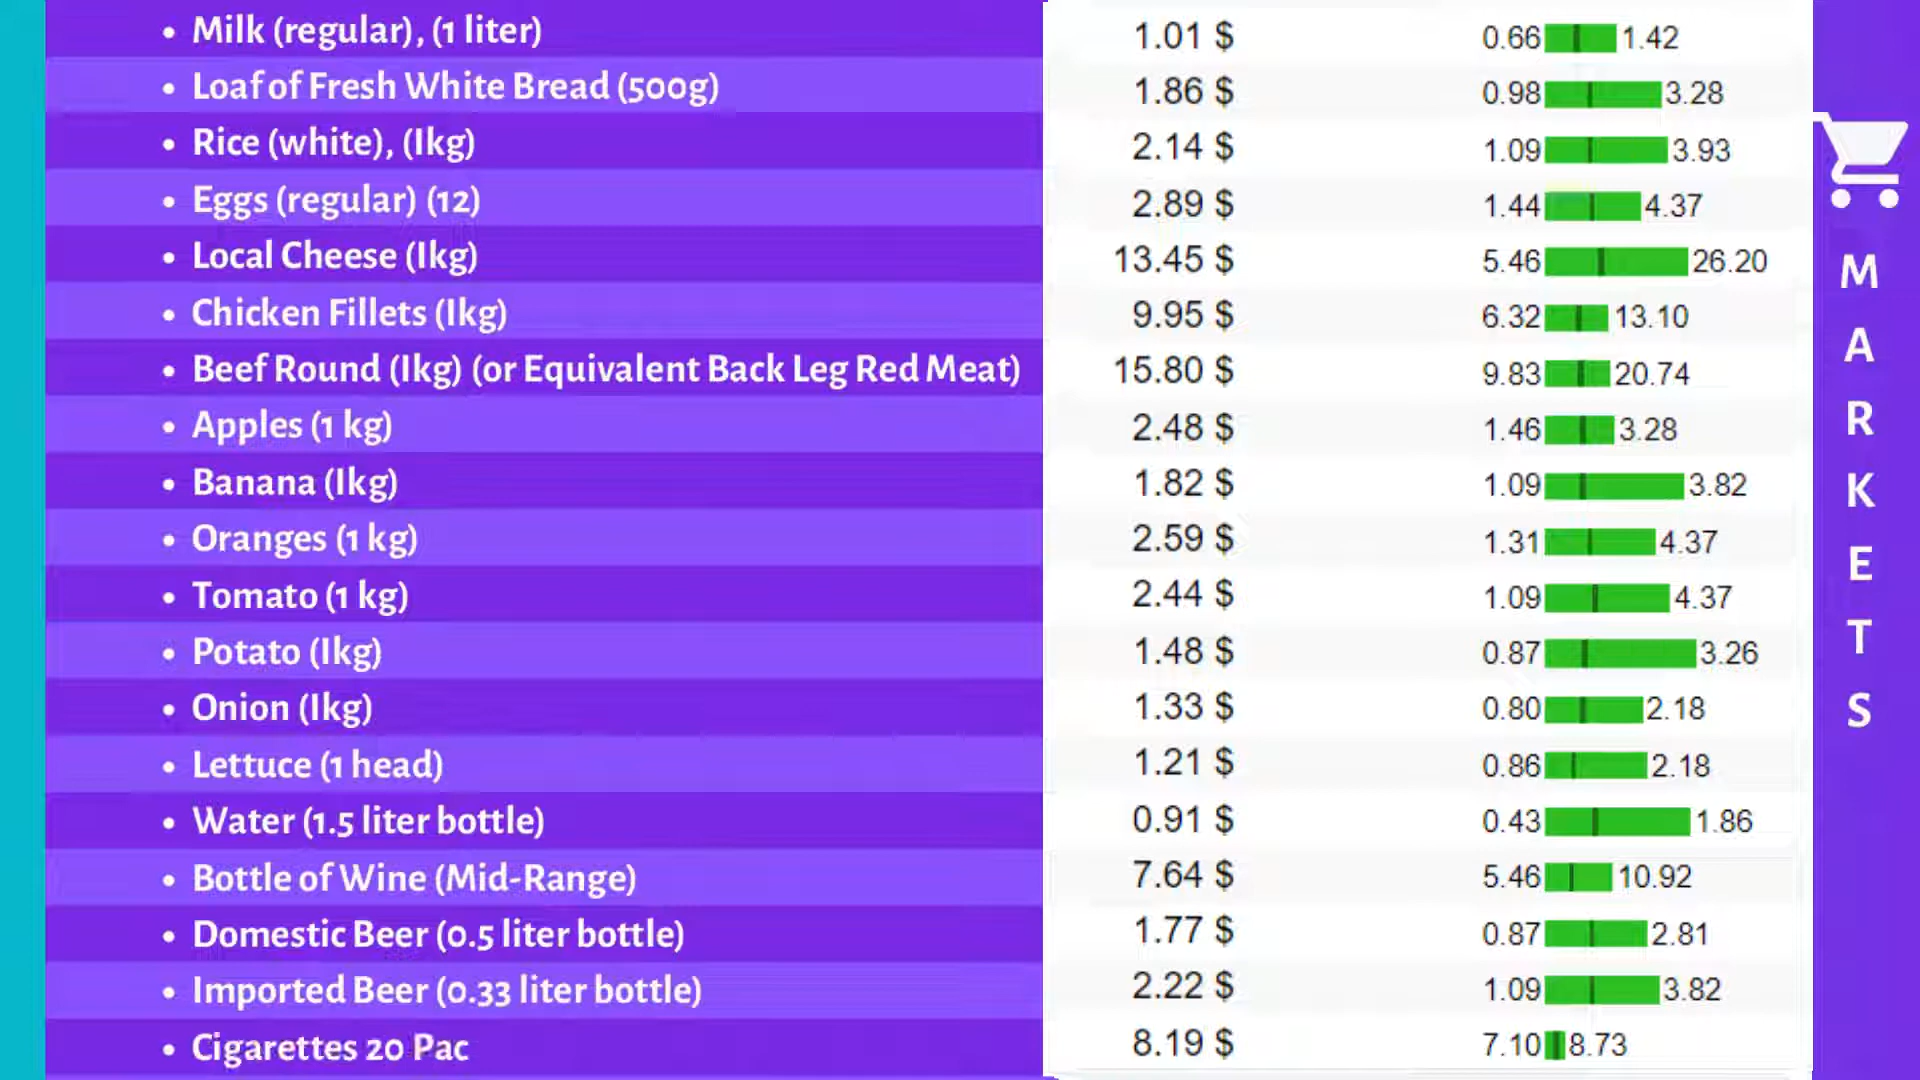 • Milk (regular), (1 liter) 1.01 $ 0.66 1.42
• Loaf of Fresh White Bread (500g) 1.86 $ 0.98 3.28
• Rice (white), (Ikg) 2.14 $ 1.09 3.93
• Eggs (regular) (12) 2.89 $ 1.44 4.37
• Local Cheese (Ikg) 13.45 $ 5.46 26.20
• Chicken Fillets (Ikg) 9.95 $ 6.32 13.10
• Beef Round (Ikg) (or Equivalent Back Leg Red Meat) 15.80 $ 9.83 20.74
• Apples (1 kg) 2.48 $ 1.46 3.28
• Banana (Ikg) 1.82 $ 1.09 3.82
• Oranges (1 kg) 2.59 $ 1.31 4.37
• Tomato (1 kg) 2.44 $ 1.09 4.37
• Potato (Ikg) 1.48 $ 0.87 3.26
• Onion (Ikg) 1.33 $ 0.80 2.18
• Lettuce (1 head) 1.21 $ 0.86 2.18
• Water (1.5 liter bottle) 0.91 $ 0.43 1.86
• Bottle of Wine (Mid-Range) 7.64 $ 5.46 10.92
• Domestic Beer (0.5 liter bottle) 1.77 $ 0.87 2.81
• Imported Beer (0.33 liter bottle) 2.22 $ 1.09 3.82
• Cigarettes 20 Pac 8.19 $ 7.10 8.73
MARKETS